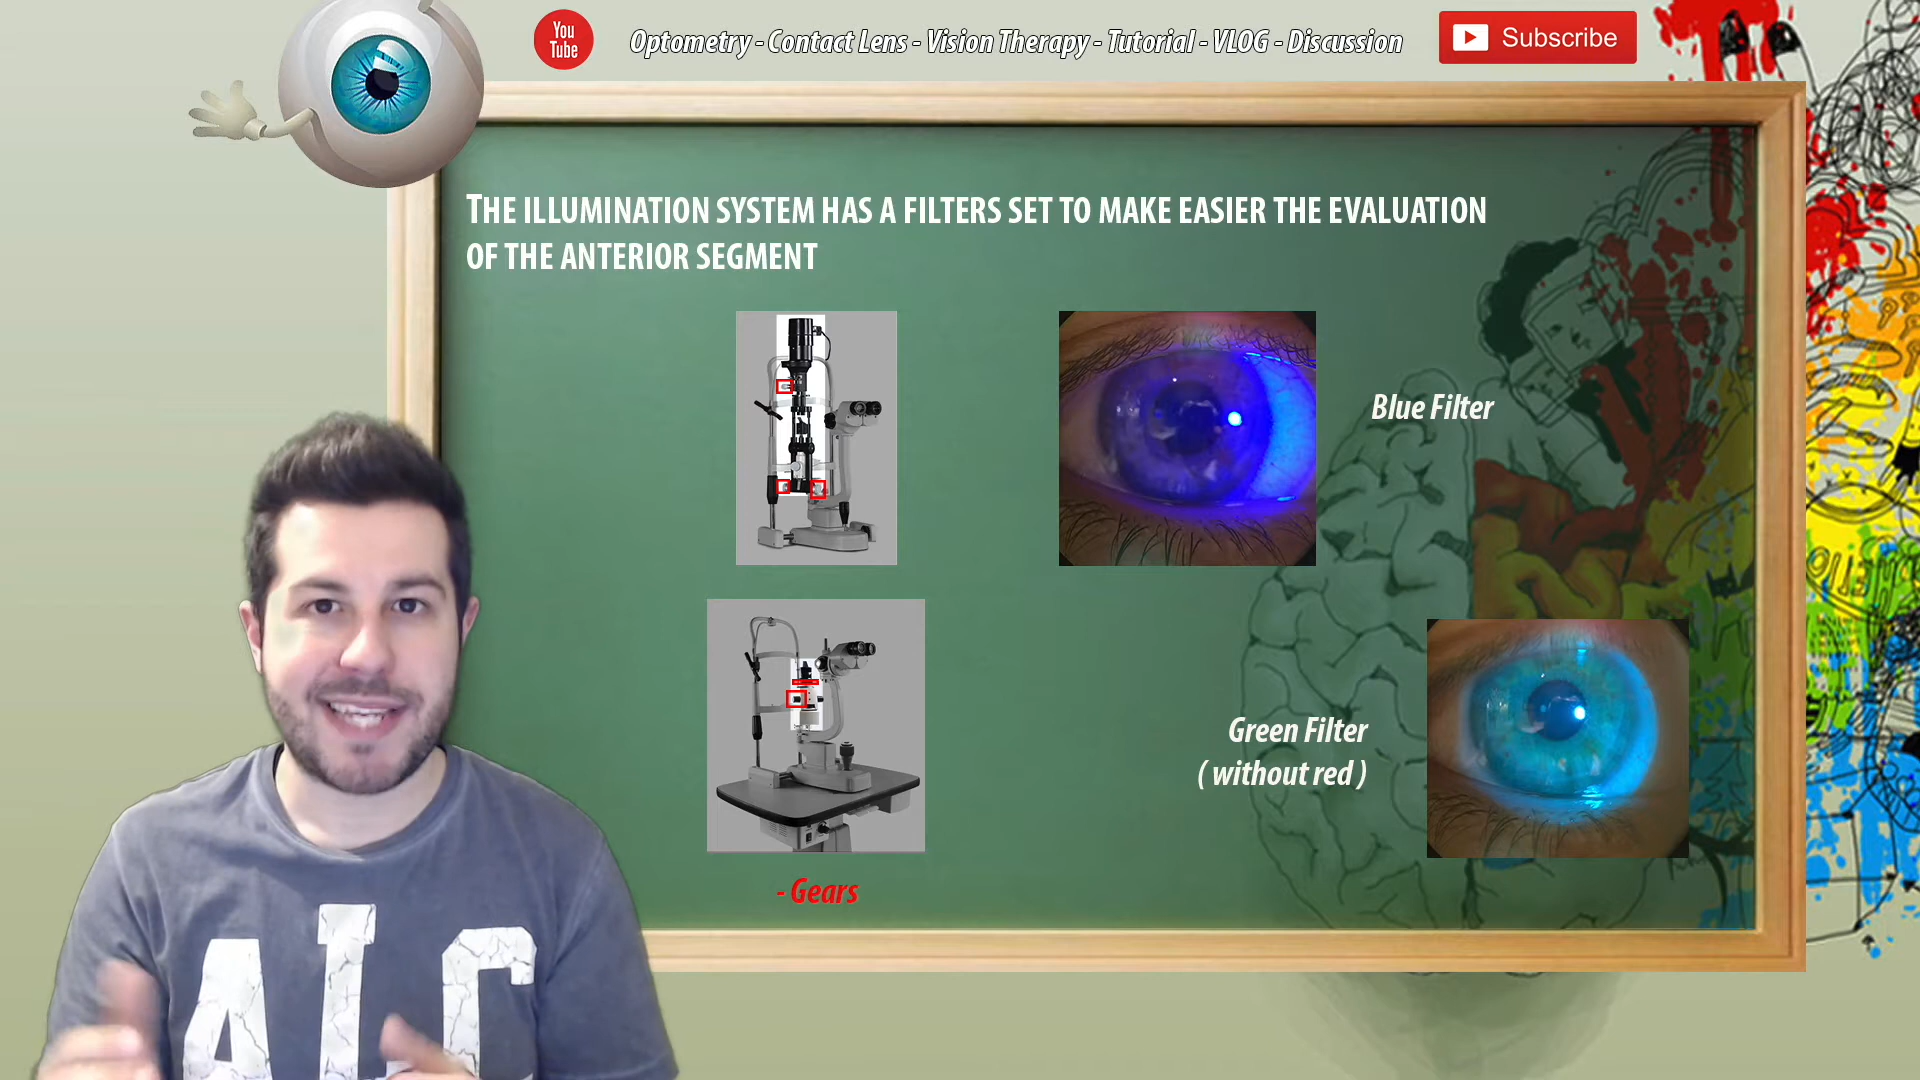 You
Tube
Optometry - Contact Lens - Vision Therapy - Tutorial - VLOG - Discussion
Subscribe
THE ILLUMINATION SYSTEM HAS A FILTERS SET TO MAKE EASIER THE EVALUATION
OF THE ANTERIOR SEGMENT
Blue Filter
Green Filter
( without red )
- Gears